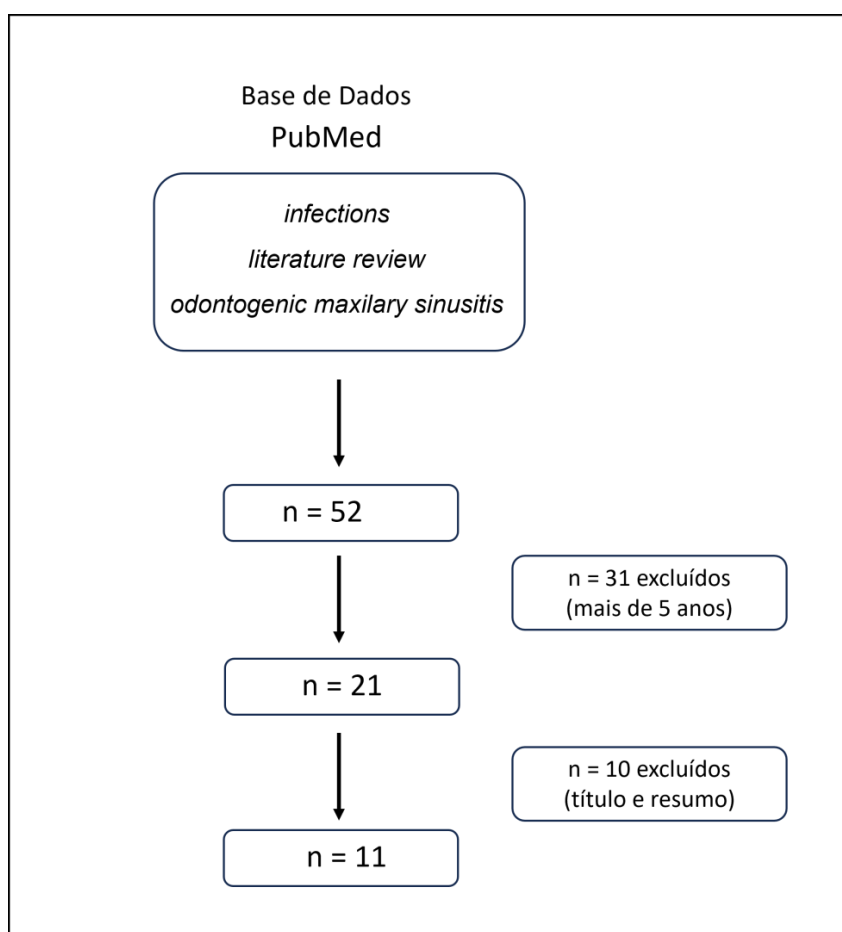 Base de Dados
PubMed
infections
literature review
odontogenic maxilary sinusitis
n = 52
n = 31 excluídos
(mais de 5 anos)
n = 21
n = 10 excluídos
(título e resumo)
n = 11